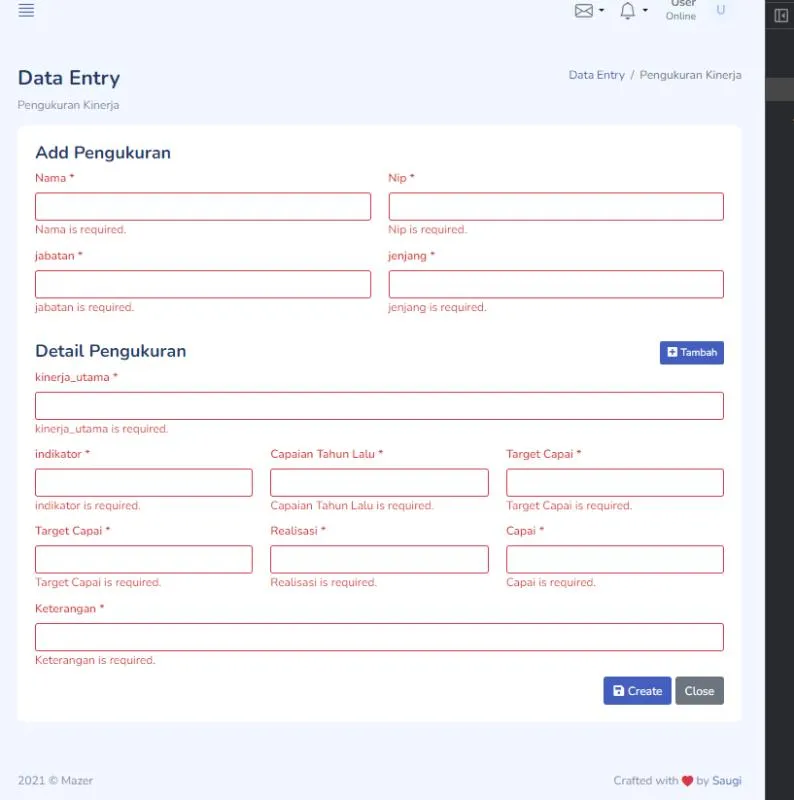 User
Online
U
Data Entry
Data Entry / Pengukuran Kinerja
Pengukuran Kinerja
Add Pengukuran
Nama * Nip *
Nama is required. Nip is required.
jabatan * jenjang *
jabatan is required. jenjang is required.
Detail Pengukuran Tambah
kinerja_utama *
kinerja_utama is required.
indikator * Capaian Tahun Lalu * Target Capai *
indikator is required. Capaian Tahun Lalu is required. Target Capai is required.
Target Capai * Realisasi * Capai *
Target Capai is required. Realisasi is required. Capai is required.
Keterangan *
Keterangan is required.
Create Close
2021 © Mazer Crafted with ❤ by Saugi